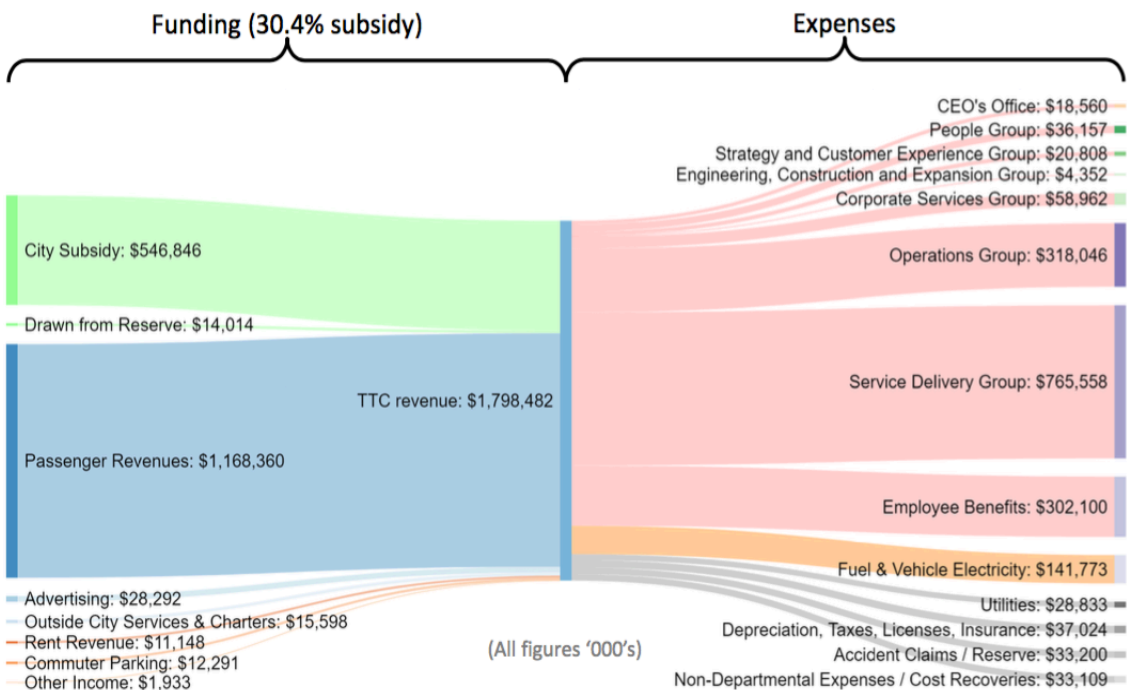 Funding (30.4% subsidy)
Expenses
City Subsidy: $546,846
Drawn from Reserve: $14,014
Passenger Revenues: $1,168,360
Advertising: $28,292
Outside City Services & Charters: $15,598
Rent Revenue: $11,148
Commuter Parking: $12,291
Other Income: $1,933
TTC revenue: $1,798,482
(All figures ‘000’s)
CEO's Office: $18,560
People Group: $36,157
Strategy and Customer Experience Group: $20,808
Engineering, Construction and Expansion Group: $4,352
Corporate Services Group: $58,962
Operations Group: $318,046
Service Delivery Group: $765,558
Employee Benefits: $302,100
Fuel & Vehicle Electricity: $141,773
Utilities: $28,833
Depreciation, Taxes, Licenses, Insurance: $37,024
Accident Claims / Reserve: $33,200
Non-Departmental Expenses / Cost Recoveries: $33,109